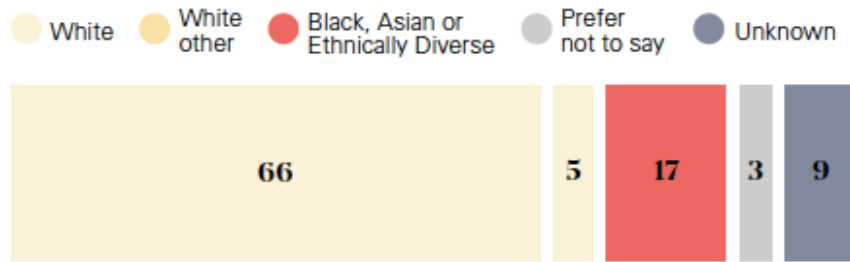 White
White
other
Black, Asian or
Ethnically Diverse
Prefer
not to say
Unknown
66 5 17 3 9